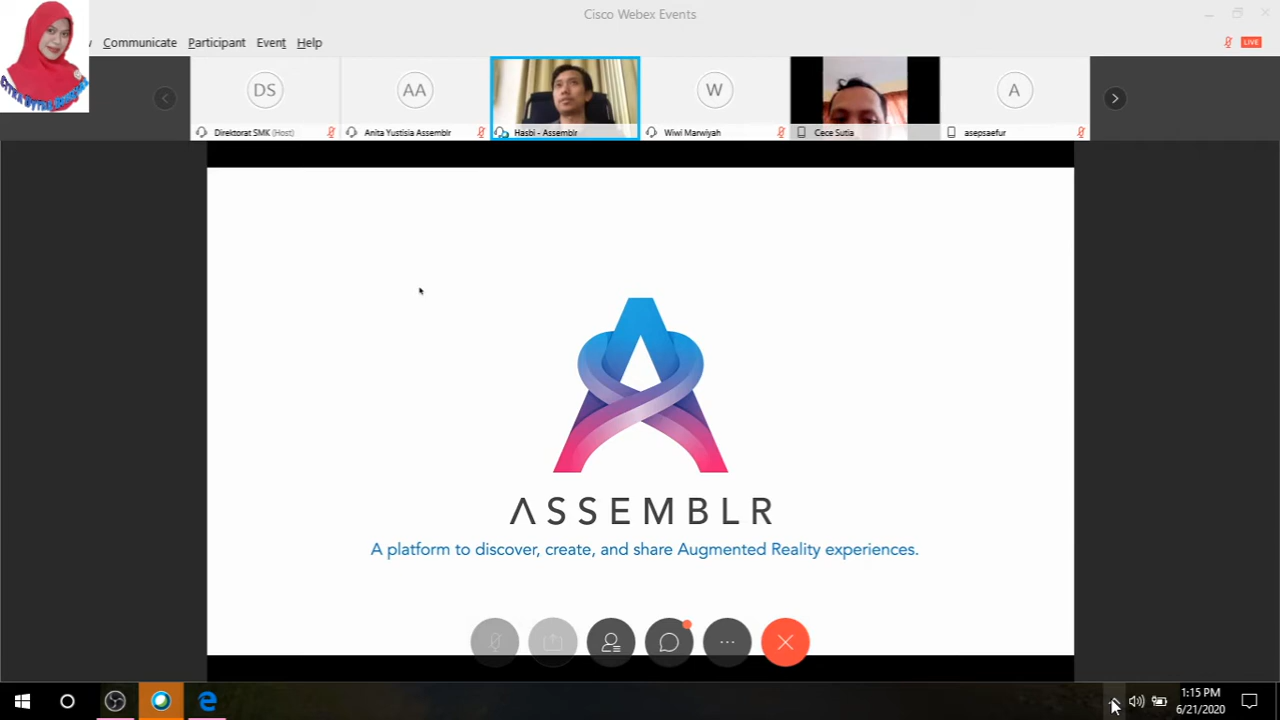 Cisco Webex Events
Communicate Participant Event Help
LIVE
DS AA W A
Direktorat SMK (Host) Anita Yustisia Assemblr Hasbi - Assemblr Wiwi Marwiyah Cece Sutia asepsaefur
ASSEMBLR
A platform to discover, create, and share Augmented Reality experiences.
1:15 PM
6/21/2020